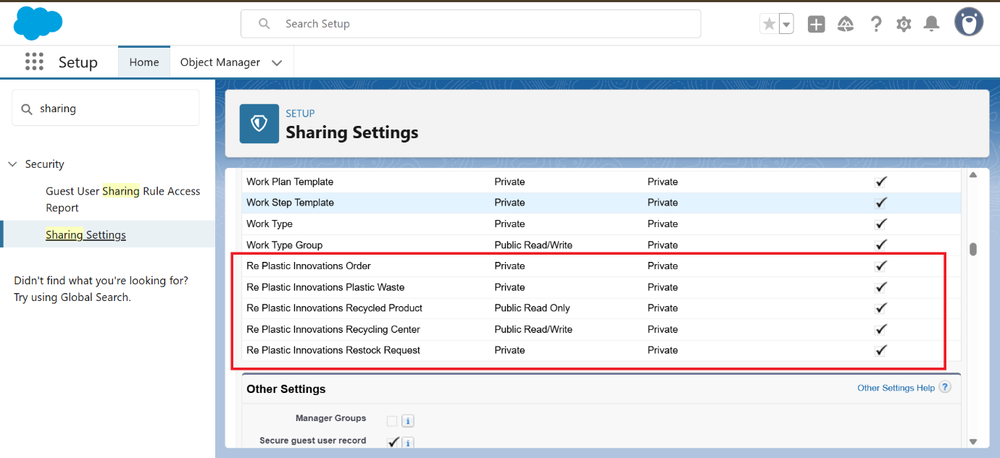 Search Setup
Setup
Home
Object Manager
sharing
Security
Guest User Sharing Rule Access
Report
Sharing Settings
Didn't find what you're looking for?
Try using Global Search.
SETUP
Sharing Settings
Work Plan Template Private Private
Work Step Template Private Private
Work Type Private Private
Work Type Group Public Read/Write Private
Re Plastic Innovations Order Private Private
Re Plastic Innovations Plastic Waste Private Private
Re Plastic Innovations Recycled Product Public Read Only Private
Re Plastic Innovations Recycling Center Public Read/Write Private
Re Plastic Innovations Restock Request Private Private
Other Settings
Other Settings Help ?
Manager Groups i
Secure guest user record i